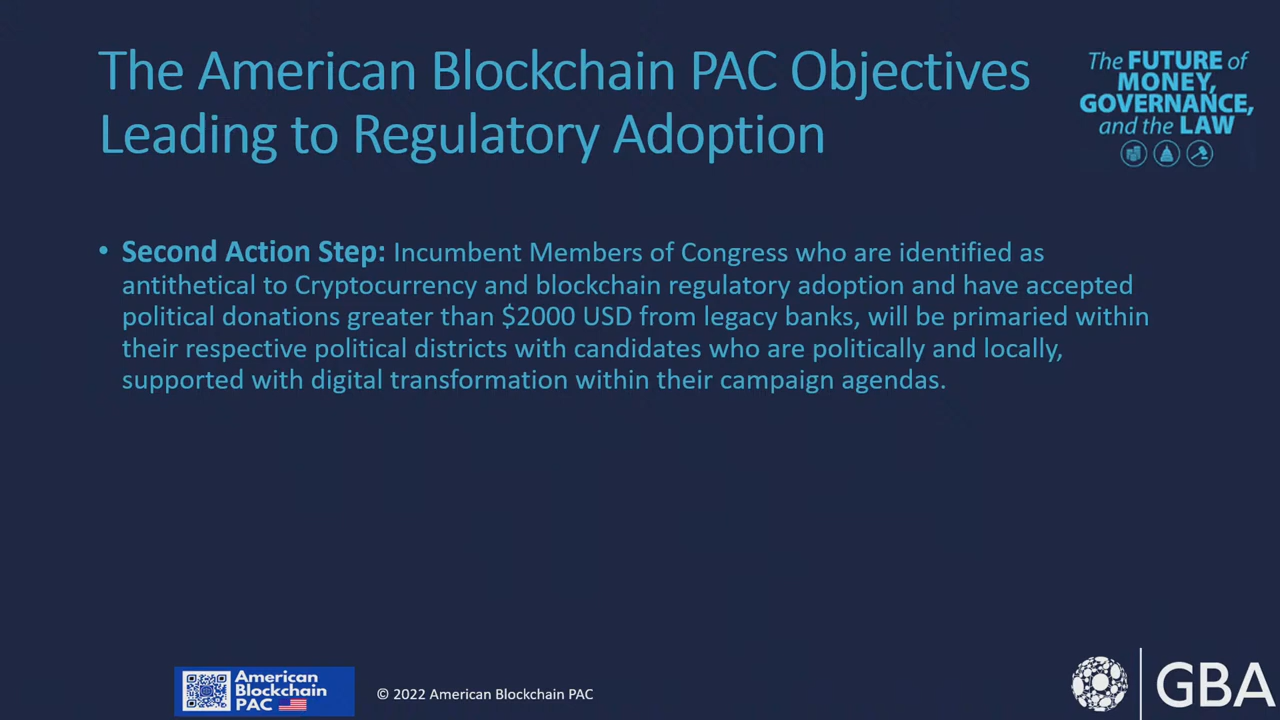 The American Blockchain PAC Objectives
Leading to Regulatory Adoption
The FUTURE of
MONEY,
GOVERNANCE,
and the LAW
• Second Action Step: Incumbent Members of Congress who are identified as
antithetical to Cryptocurrency and blockchain regulatory adoption and have accepted
political donations greater than $2000 USD from legacy banks, will be primaried within
their respective political districts with candidates who are politically and locally,
supported with digital transformation within their campaign agendas.
American
Blockchain
PAC
© 2022 American Blockchain PAC
GBA